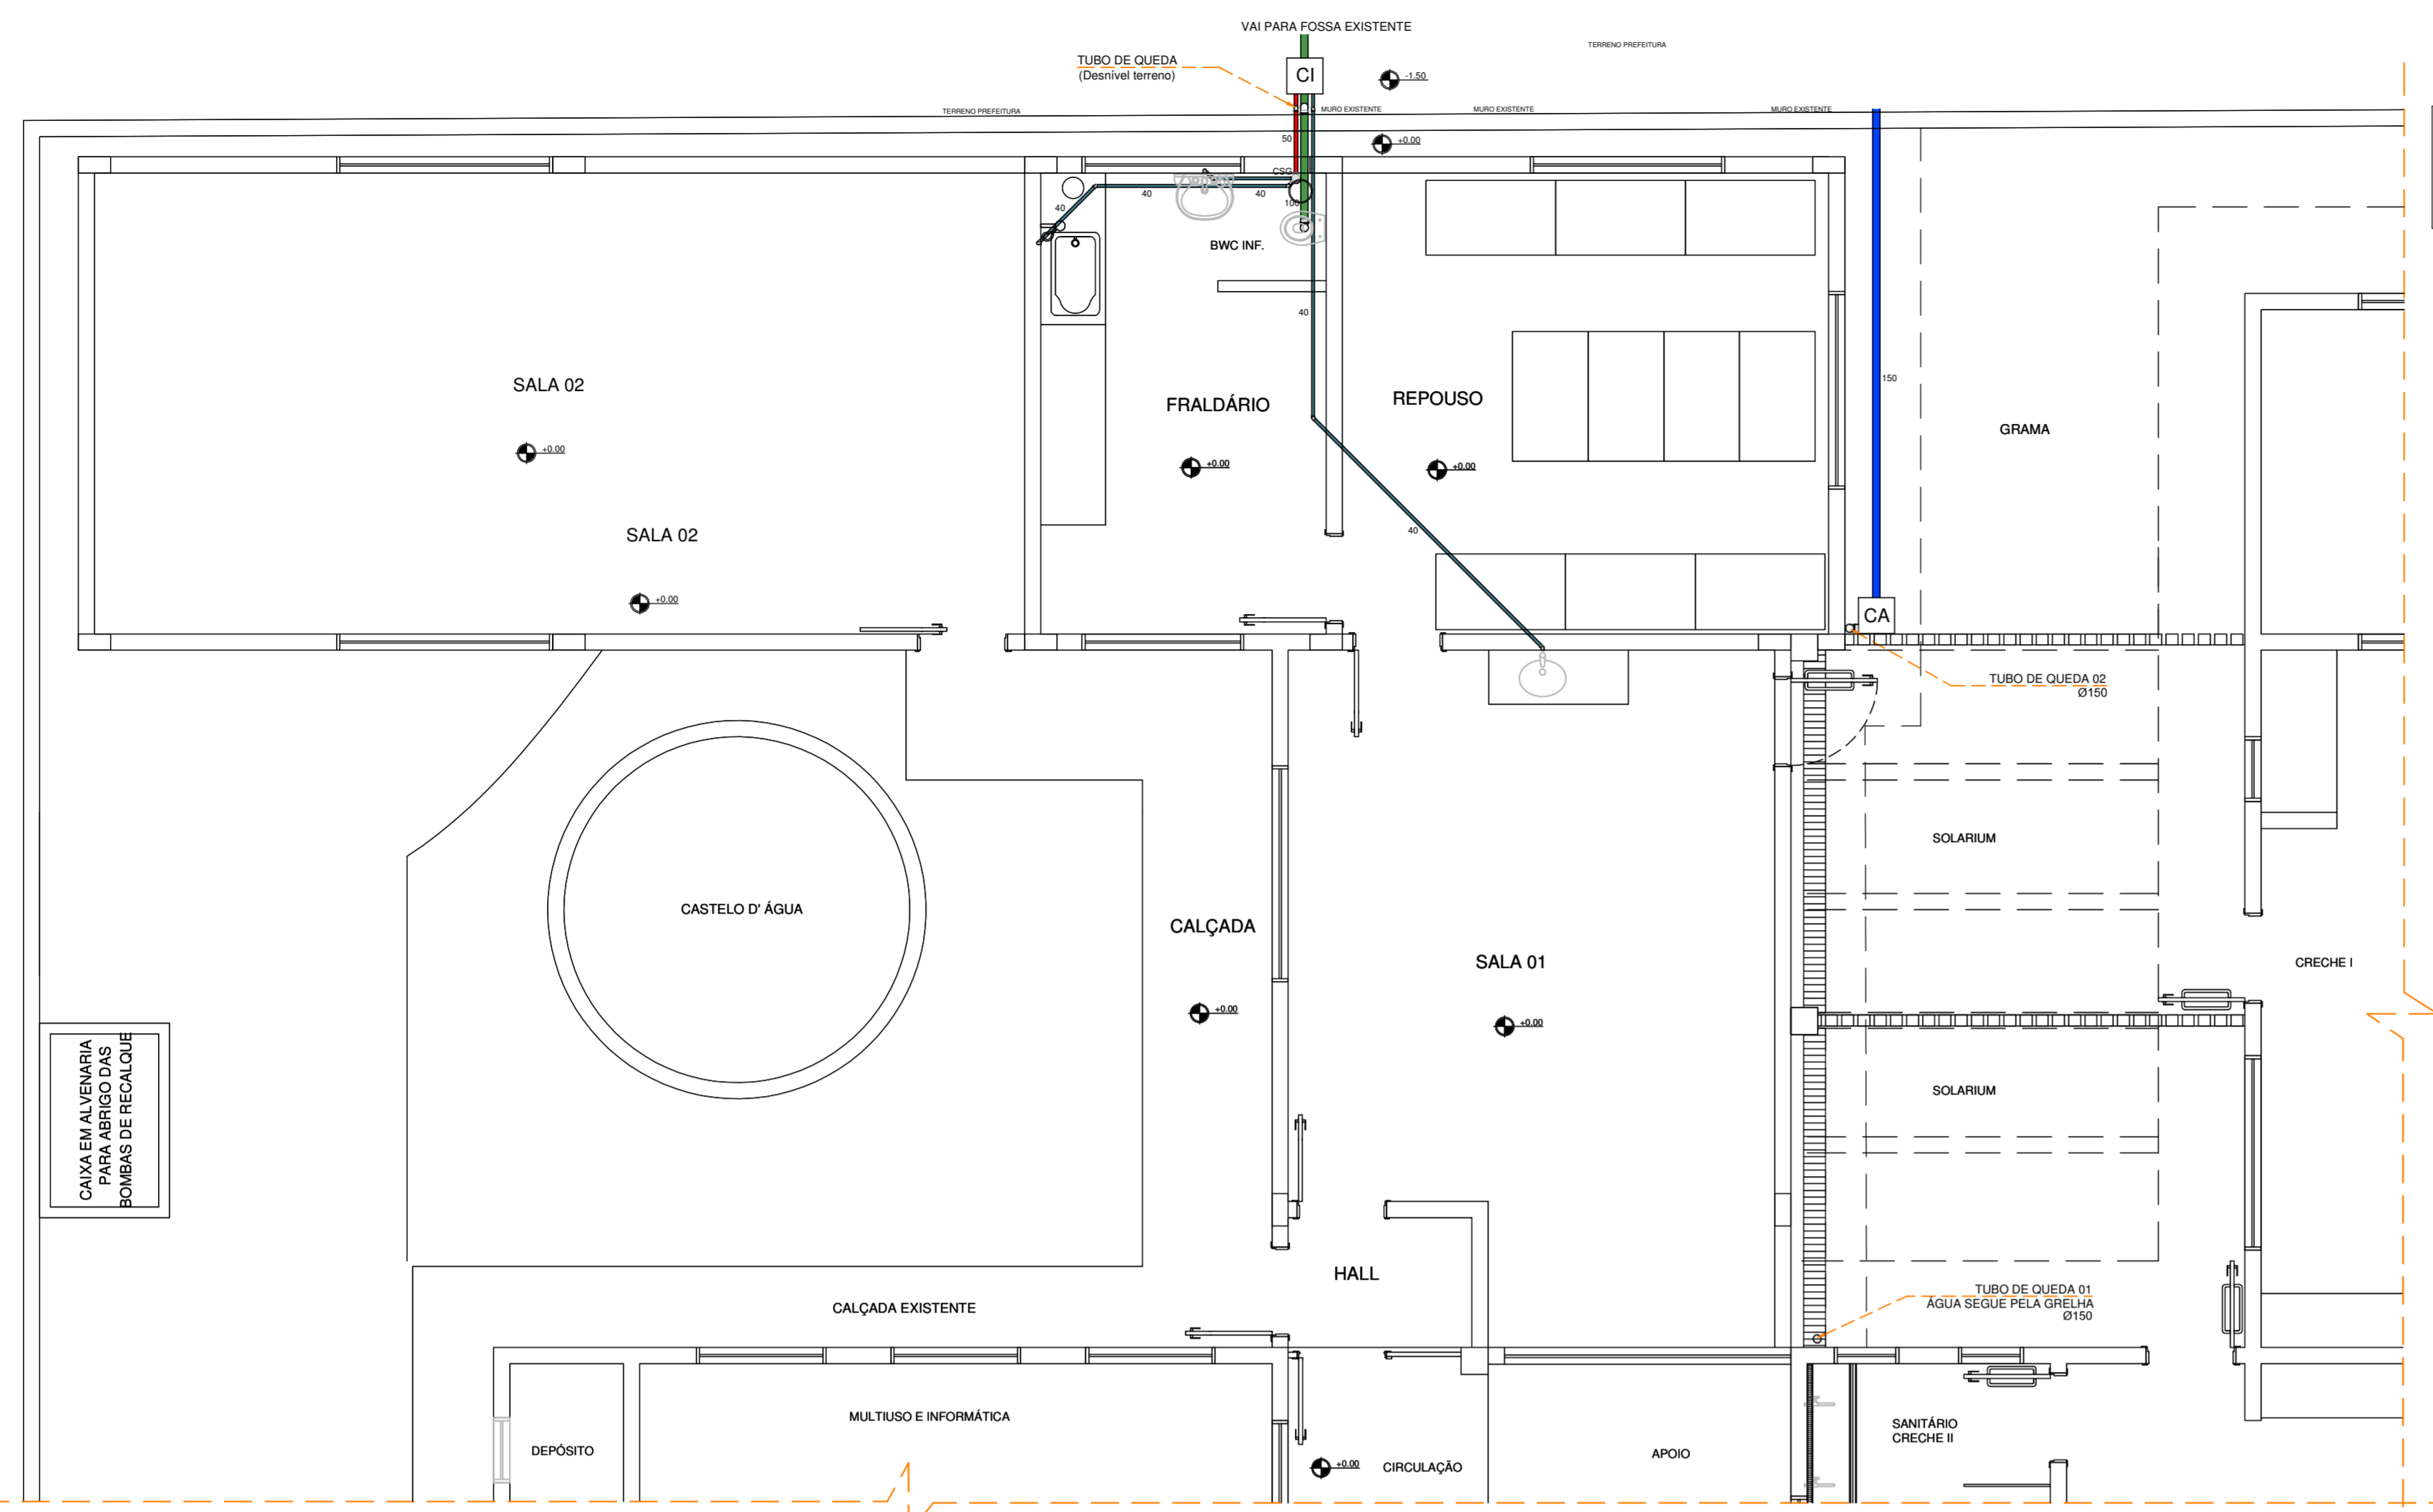 VAI PARA FOSSA EXISTENTE
TERRENO PREFEITURA
TUBO DE QUEDA
(Desnível terreno)
CI
-1.50
TERRENO PREFEITURA
MURO EXISTENTE
MURO EXISTENTE
MURO EXISTENTE
50
+0.00
CSG
40
40
40
100
BWC INF.
40
150
SALA 02
FRALDÁRIO
REPOUSO
GRAMA
+0.00
+0.00
+0.00
SALA 02
40
+0.00
CA
TUBO DE QUEDA 02
Ø150
SOLARIUM
CASTELO D' ÁGUA
CALÇADA
SALA 01
CRECHE I
+0.00
+0.00
CAIXA EM ALVENARIA
PARA ABRIGO DAS
BOMBAS DE RECALQUE
SOLARIUM
HALL
TUBO DE QUEDA 01
ÁGUA SEGUE PELA GRELHA
Ø150
CALÇADA EXISTENTE
MULTIUSO E INFORMÁTICA
SANITÁRIO
CRECHE II
DEPÓSITO
+0.00
CIRCULAÇÃO
APOIO